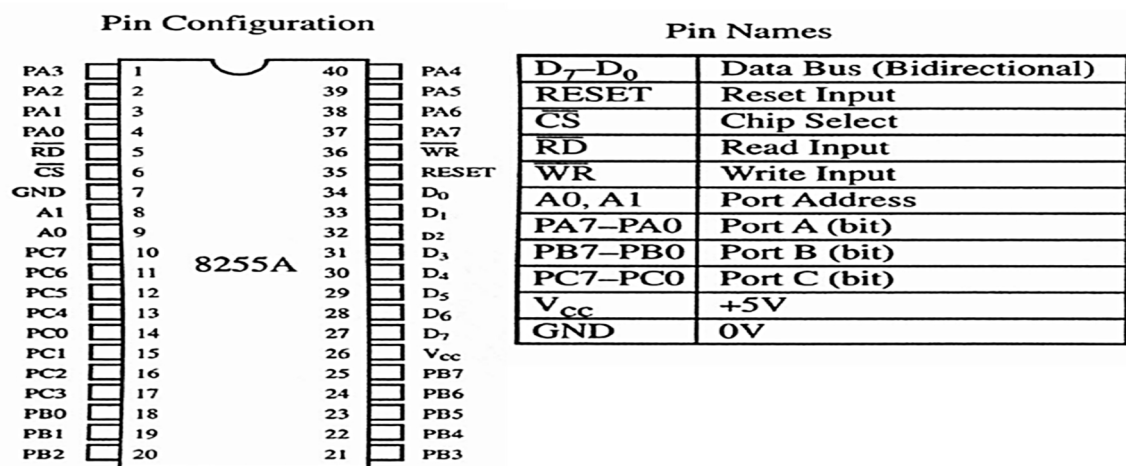 Pin Configuration
PA3 1 40 PA4
PA2 2 39 PA5
PA1 3 38 PA6
PA0 4 37 PA7
R̅D̅ 5 36 W̅R̅
C̅S̅ 6 35 RESET
GND 7 34 D₀
A1 8 33 D₁
A0 9 32 D2
PC7 10 31 D₃
8255A
PC6 11 30 D₄
PC5 12 29 D₅
PC4 13 28 D₆
PC0 14 27 D₇
PC1 15 26 Vcc
PC2 16 25 PB7
PC3 17 24 PB6
PB0 18 23 PB5
PB1 19 22 PB4
PB2 20 21 PB3
Pin Names
D₇–D₀ Data Bus (Bidirectional)
RESET Reset Input
C̅S̅ Chip Select
R̅D̅ Read Input
W̅R̅ Write Input
A0, A1 Port Address
PA7–PA0 Port A (bit)
PB7–PB0 Port B (bit)
PC7–PC0 Port C (bit)
VCC +5V
GND 0V